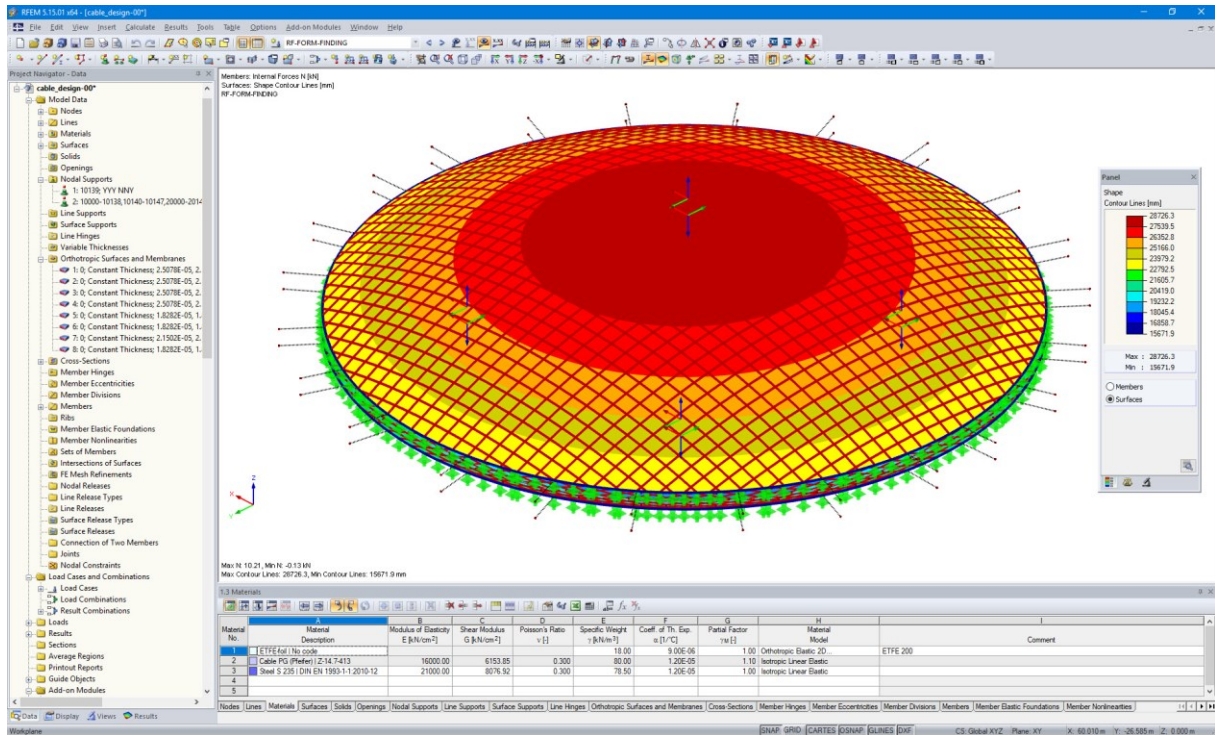 RFEM 5.15.01 x64 - [cable_design-00*]
File Edit View Insert Calculate Results Tools Table Options Add-on Modules Window Help
RF-FORM-FINDING
Project Navigator - Data
cable_design-00*
Model Data
Nodes
Lines
Materials
Surfaces
Solids
Openings
Nodal Supports
1: 10139; YYY NNY
2: 10000-10138,10140-10147,20000-2014
Line Supports
Surface Supports
Line Hinges
Variable Thicknesses
Orthotropic Surfaces and Membranes
1: 0; Constant Thickness; 2.5078E-05, 2.
2: 0; Constant Thickness; 2.5078E-05, 2.
3: 0; Constant Thickness; 2.5078E-05, 2.
4: 0; Constant Thickness; 2.5078E-05, 2.
5: 0; Constant Thickness; 1.8282E-05, 1.
6: 0; Constant Thickness; 1.8282E-05, 1.
7: 0; Constant Thickness; 2.1502E-05, 2.
8: 0; Constant Thickness; 1.8282E-05, 1.
Cross-Sections
Member Hinges
Member Eccentricities
Member Divisions
Members
Ribs
Member Elastic Foundations
Member Nonlinearities
Sets of Members
Intersections of Surfaces
FE Mesh Refinements
Nodal Releases
Line Release Types
Line Releases
Surface Release Types
Surface Releases
Connection of Two Members
Joints
Nodal Constraints
Load Cases and Combinations
Load Cases
Load Combinations
Result Combinations
Loads
Results
Sections
Average Regions
Printout Reports
Guide Objects
Add-on Modules
Data Display Views Results
Members: Internal Forces N [kN]
Surfaces: Shape Contour Lines [mm]
RF-FORM-FINDING
Z
X
Y
Max N: 10.21, Min N: -0.13 kN
Max Contour Lines: 28726.3, Min Contour Lines: 15671.9 mm
Panel
Shape
Contour Lines [mm]
28726.3
27539.5
26352.8
25166.0
23979.2
22792.5
21605.7
20419.0
19232.2
18045.4
16858.7
15671.9
Max : 28726.3
Min : 15671.9
Members
Surfaces
1.3 Materials
A B C D E F G H I
Material No. Material Description Modulus of Elasticity E [kN/cm2] Shear Modulus G [kN/cm2] Poisson's Ratio ν [-] Specific Weight γ [kN/m3] Coeff. of Th. Exp. α [1/°C] Partial Factor γM [-] Material Model Comment
1 ETFE-foil | No code 18.00 9.00E-06 1.00 Orthotropic Elastic 2D... ETFE 200
2 Cable PG (Pfeifer) | Z-14.7-413 16000.00 6153.85 0.300 80.00 1.20E-05 1.10 Isotropic Linear Elastic
3 Steel S 235 | DIN EN 1993-1-1:2010-12 21000.00 8076.92 0.300 78.50 1.20E-05 1.00 Isotropic Linear Elastic
4
5
Nodes Lines Materials Surfaces Solids Openings Nodal Supports Line Supports Surface Supports Line Hinges Orthotropic Surfaces and Membranes Cross-Sections Member Hinges Member Eccentricities Member Divisions Members Member Elastic Foundations Member Nonlinearities
Workplane SNAP GRID CARTES OSNAP GLINES DXF CS: Global XYZ Plane: XY X: 60.010 m Y: -26.505 m Z: 0.000 m